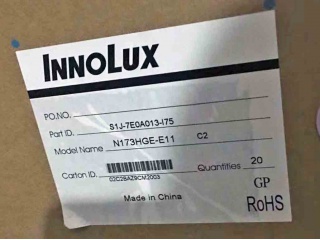 INNOLUX
PO.NO.
Part ID. S1J-7E0A013-I75
Model Name N173HGE-E11 C2
Carton ID. Quantities 20
02C26AZ9CM2003
Made in China GP
RoHS